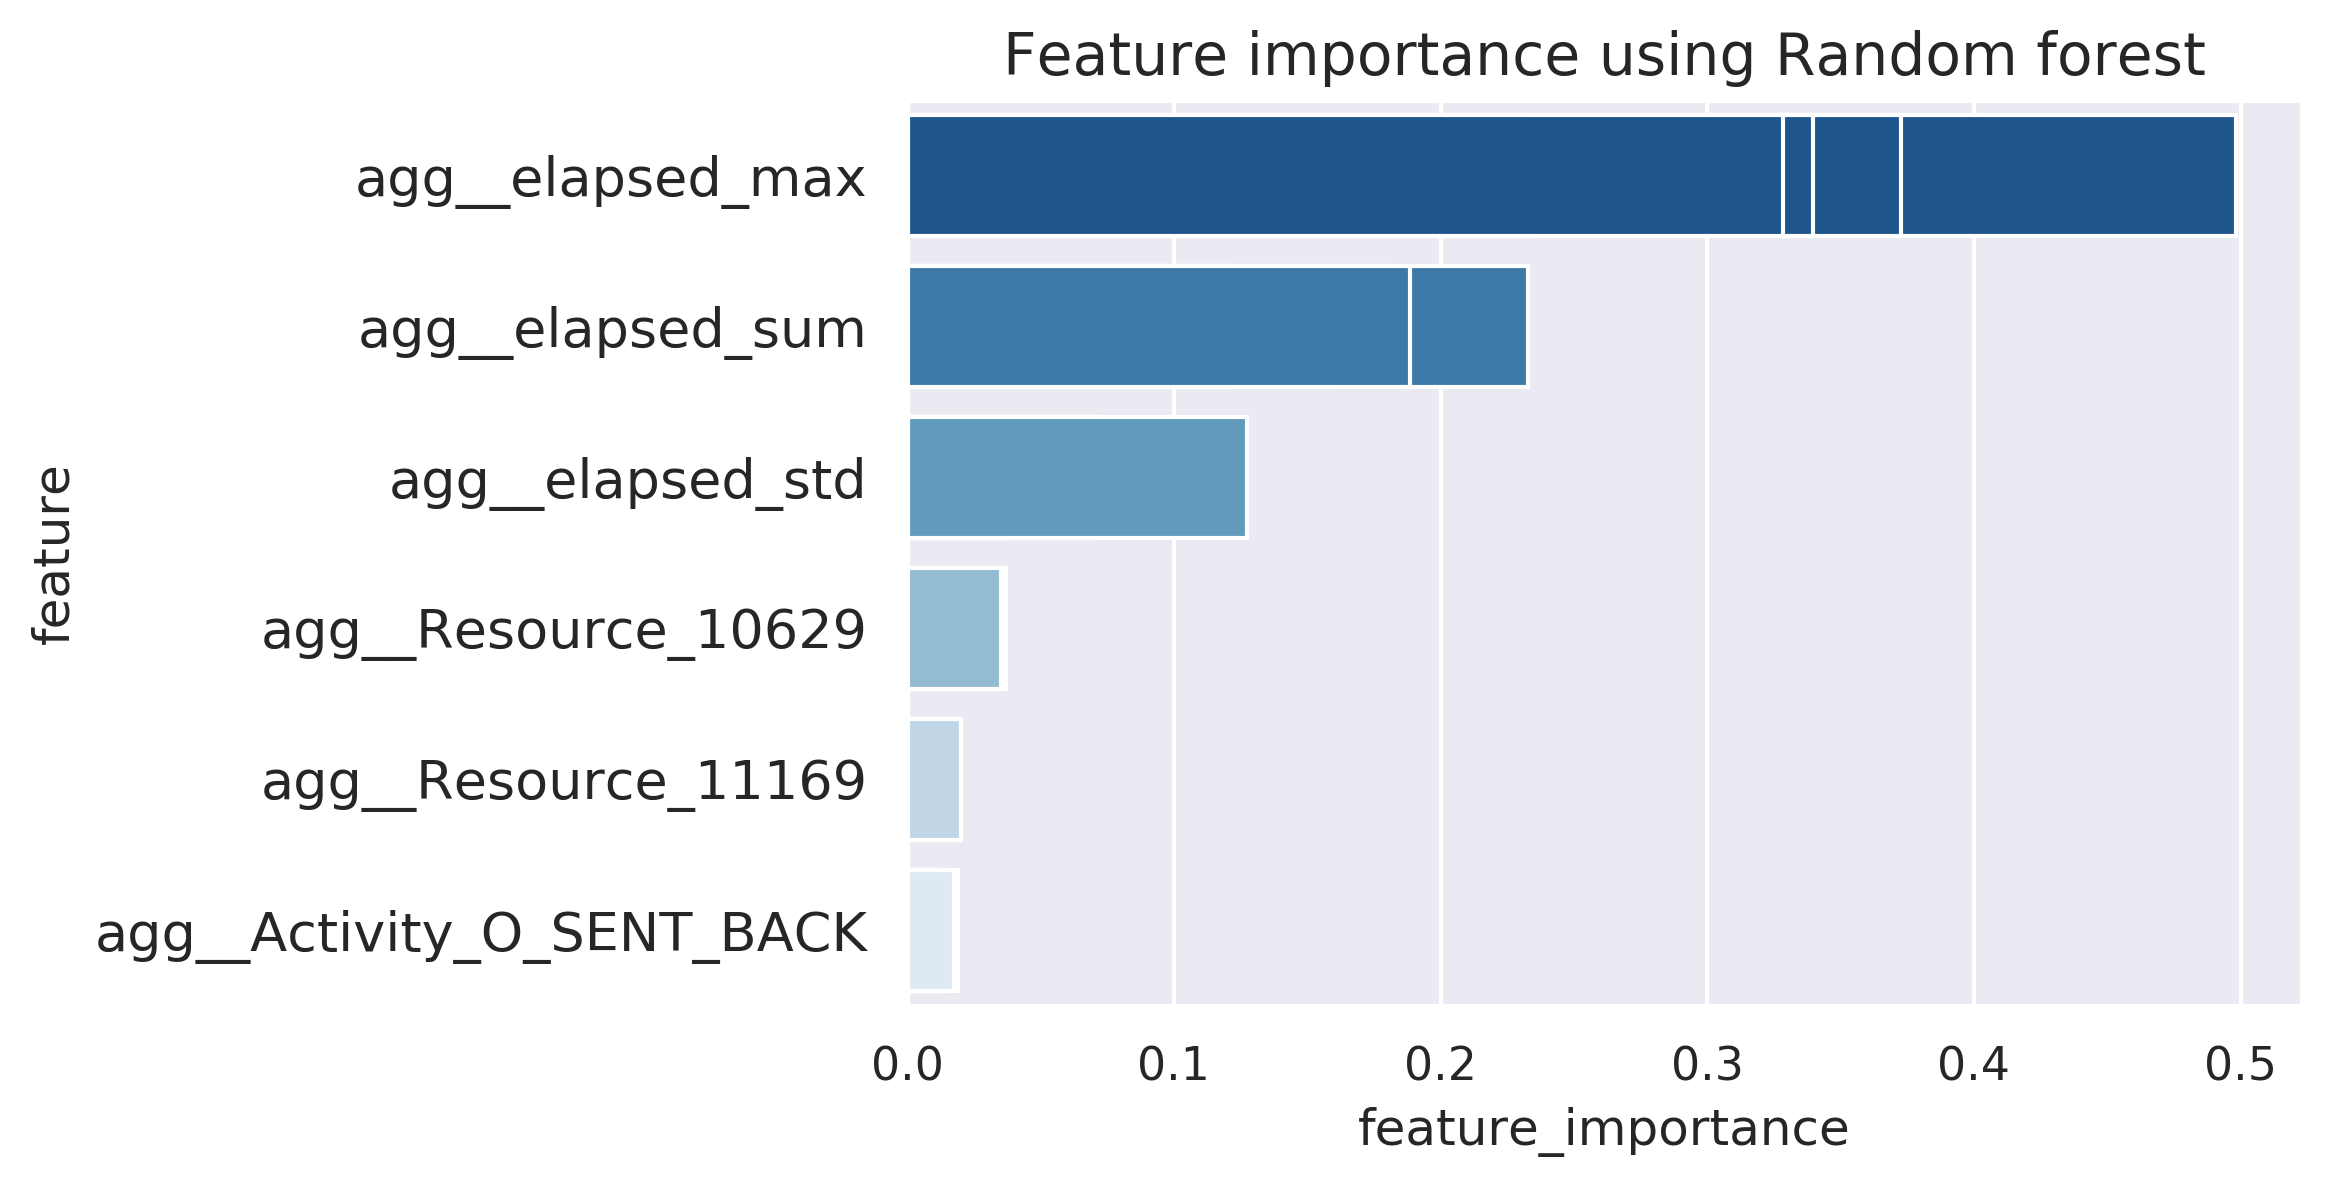 Feature importance using Random forest
agg__elapsed_max
agg__elapsed_sum
agg__elapsed_std
agg__Resource_10629
agg__Resource_11169
agg__Activity_O_SENT_BACK
feature
0.0 0.1 0.2 0.3 0.4 0.5
feature_importance